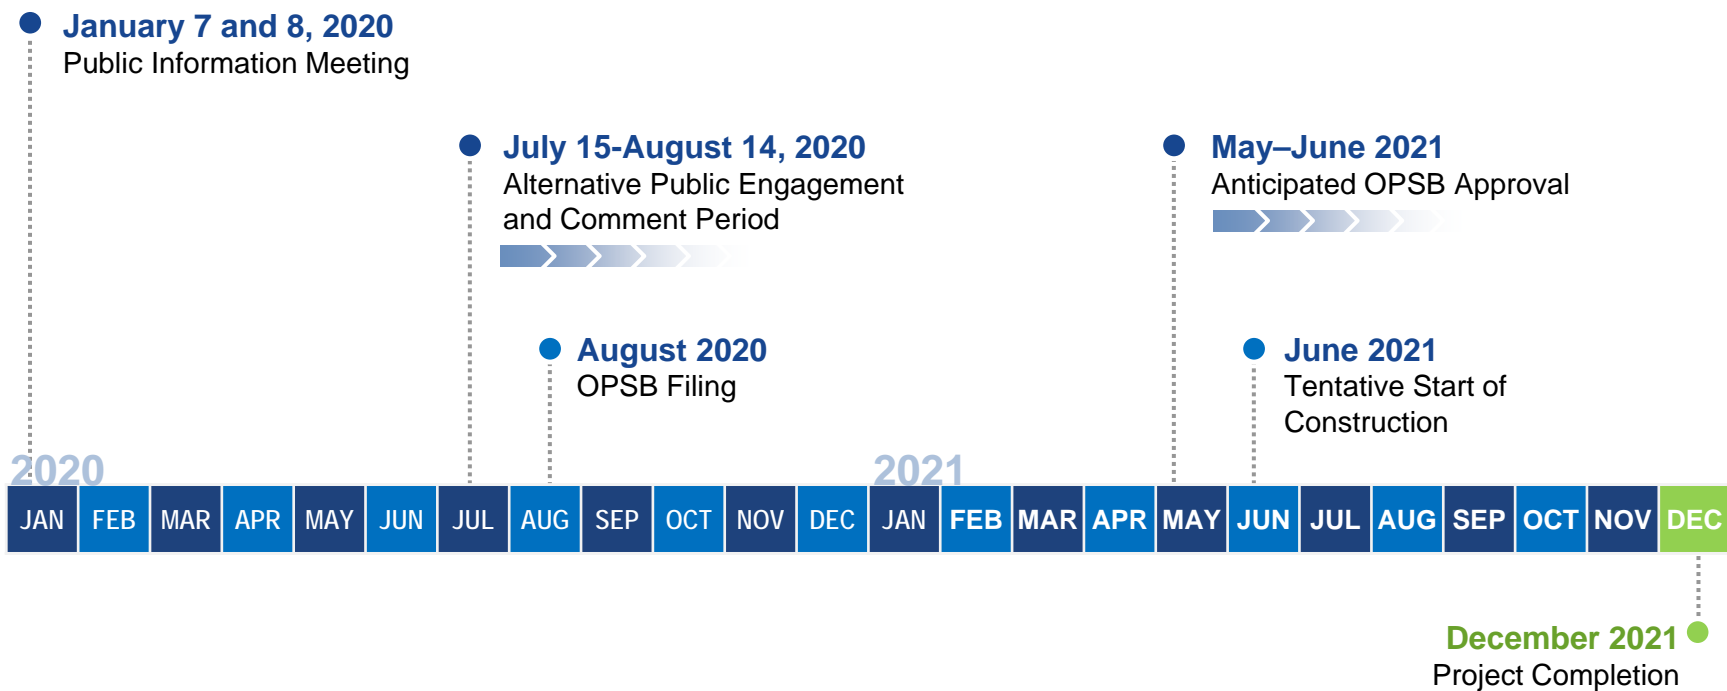 January 7 and 8, 2020
Public Information Meeting
July 15-August 14, 2020
Alternative Public Engagement
and Comment Period
May–June 2021
Anticipated OPSB Approval
August 2020
OPSB Filing
June 2021
Tentative Start of
Construction
2020 2021
JAN FEB MAR APR MAY JUN JUL AUG SEP OCT NOV DEC JAN FEB MAR APR MAY JUN JUL AUG SEP OCT NOV DEC
December 2021
Project Completion